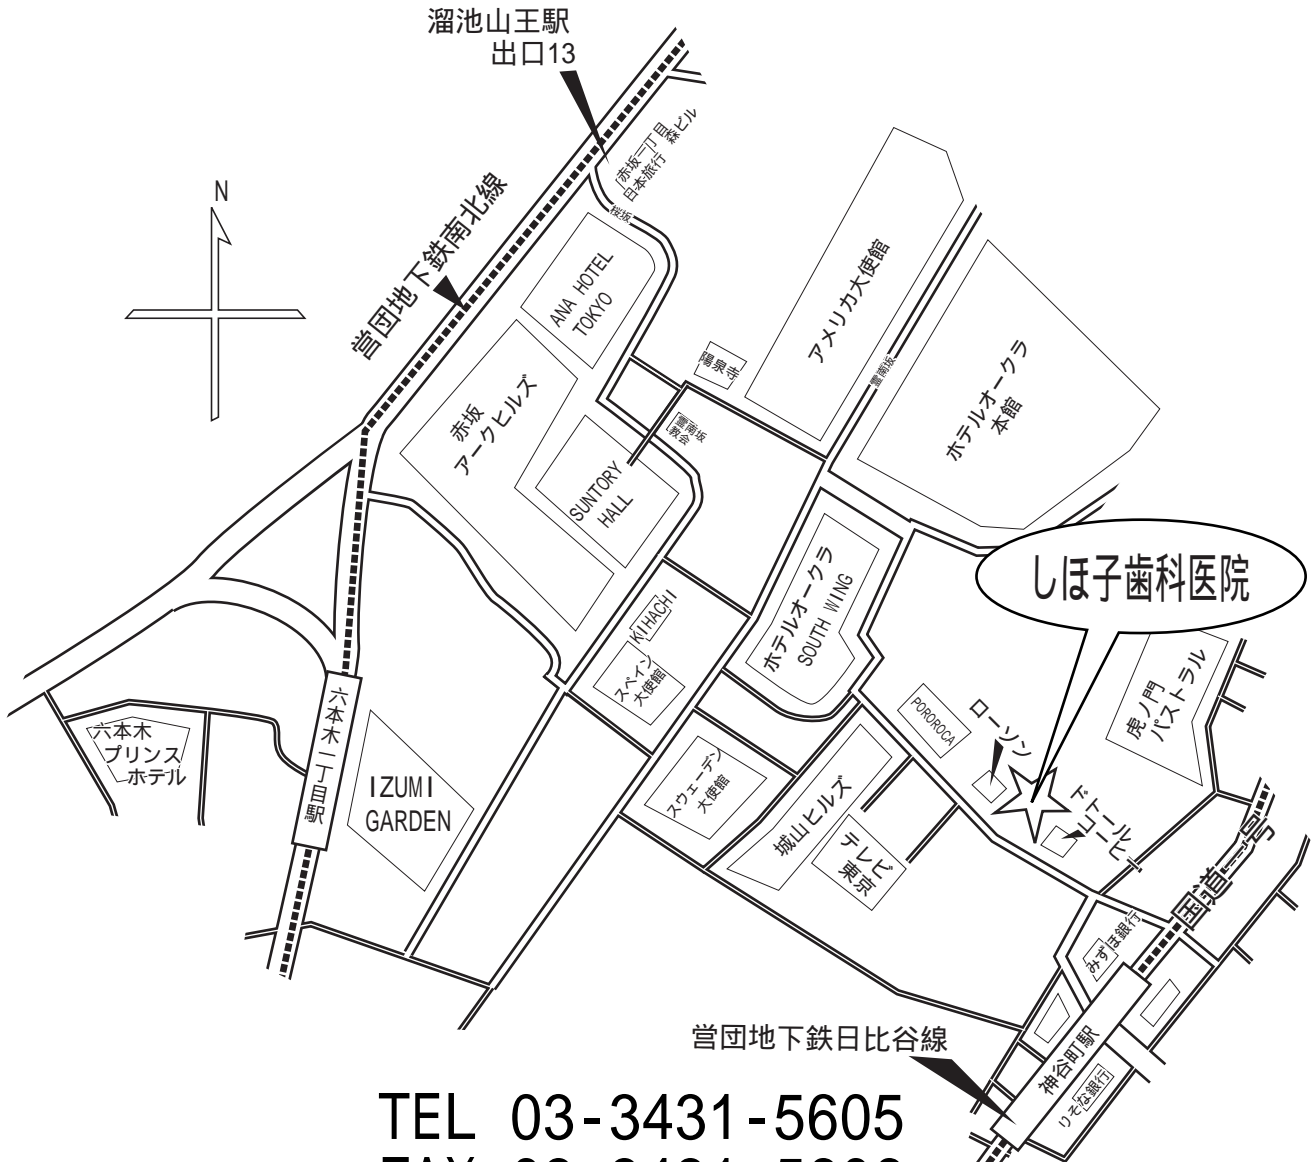 溜池山王駅
出口13
赤坂一丁目
森ビル
日本旅行
桜坂
N
営団地下鉄南北線
ANA HOTEL
TOKYO
アメリカ大使館
陽泉寺
霊南坂
ホテルオークラ
本館
赤坂
アークヒルズ
霊南坂
教会
SUNTORY
HALL
しほ子歯科医院
ホテルオークラ
SOUTH WING
KIHACHI
スペイン
大使館
六本木一丁目駅
六本木
プリンス
ホテル
IZUMI
GARDEN
スウェーデン
大使館
城山ヒルズ
テレビ
東京
POROROCA
ローソン
虎ノ門
パストラル
ドトール
コーヒー
国道一号
みずほ銀行
営団地下鉄日比谷線
神谷町駅
りそな銀行
TEL 03-3431-5605